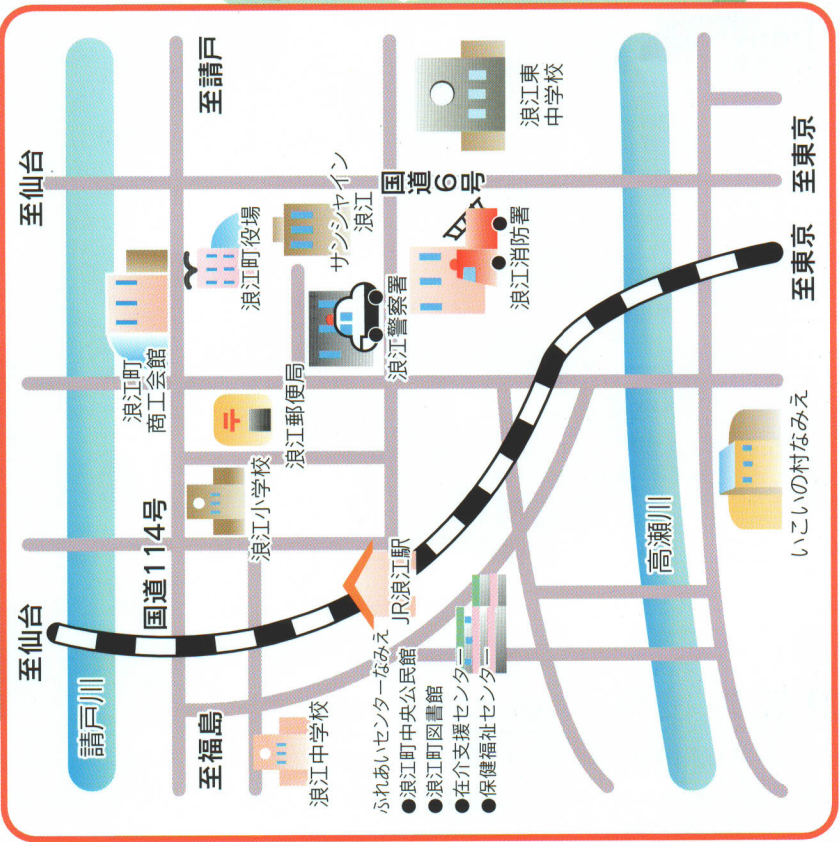 至仙台
至仙台
請戸川
浪江町
商工会館
国道114号
至福島
至請戸
浪江町役場
浪江小学校
浪江郵便局
浪江中学校
サンシャイン
浪江
ふれあいセンターなみえ
●浪江町中央公民館
●浪江町図書館
●在介支援センター
●保健福祉センター
JR浪江駅
浪江警察署
国道6号
浪江消防署
浪江東
中学校
高瀬川
いこいの村なみえ
至東京
至東京